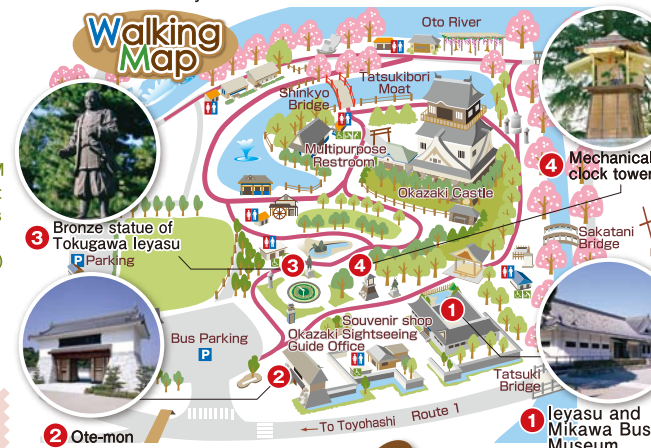 Walking
Map
Oto River
Tatsukibori
Moat
Shinkyo
Bridge
Multipurpose
Restroom
Okazaki Castle
4 Mechanical
clock tower
3 Bronze statue of
Tokugawa Ieyasu
P Parking
Sakatani
Bridge
3
4
1
Bus Parking
P
Souvenir shop
Okazaki Sightseeing
Guide Office
2
Tatsuki
Bridge
← To Toyohashi Route 1
2 Ote-mon
1 Ieyasu and
Mikawa Bus
Museum